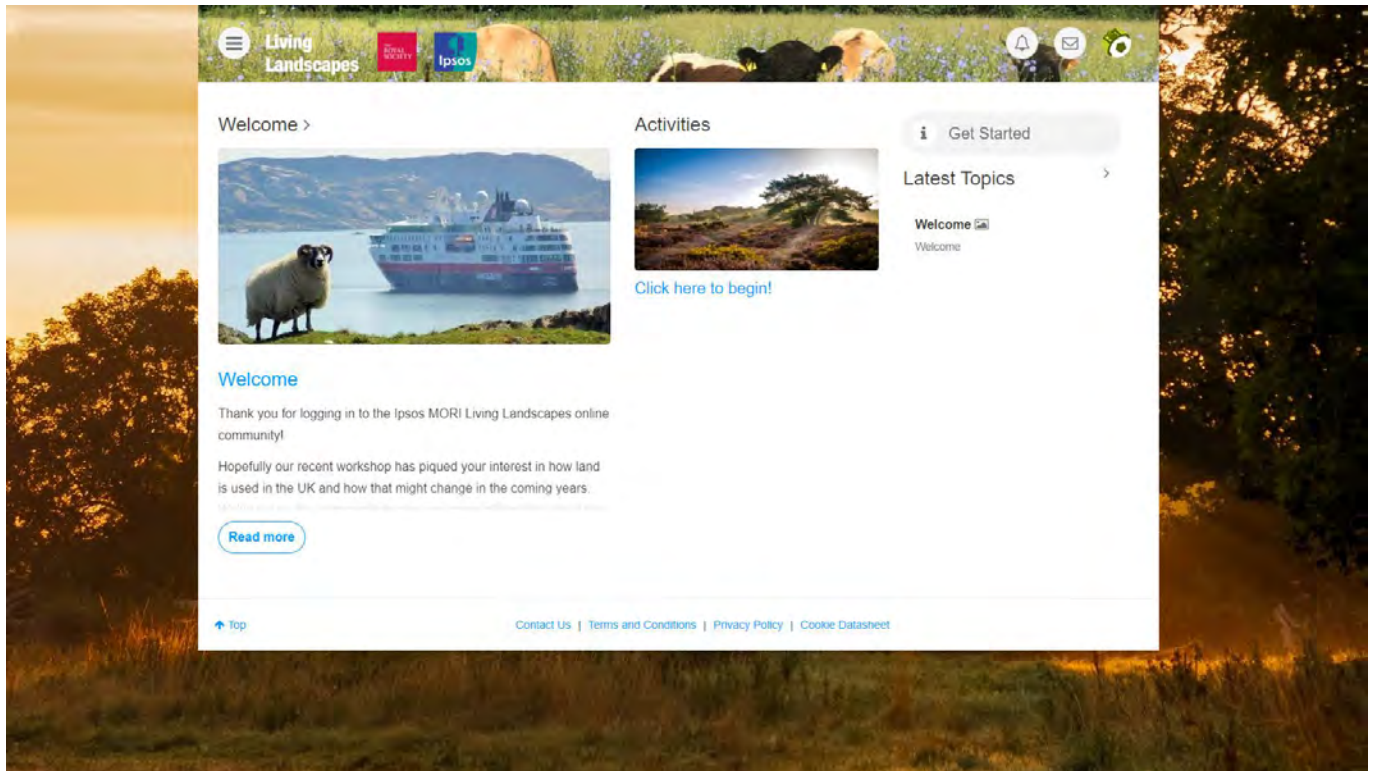 Living
Landscapes
THE
ROYAL
SOCIETY
Ipsos
Welcome >
Welcome
Thank you for logging in to the Ipsos MORI Living Landscapes online
community!
Hopefully our recent workshop has piqued your interest in how land
is used in the UK and how that might change in the coming years.
Read more
Activities
Click here to begin!
i Get Started
Latest Topics >
Welcome
Welcome
Top
Contact Us | Terms and Conditions | Privacy Policy | Cookie Datasheet